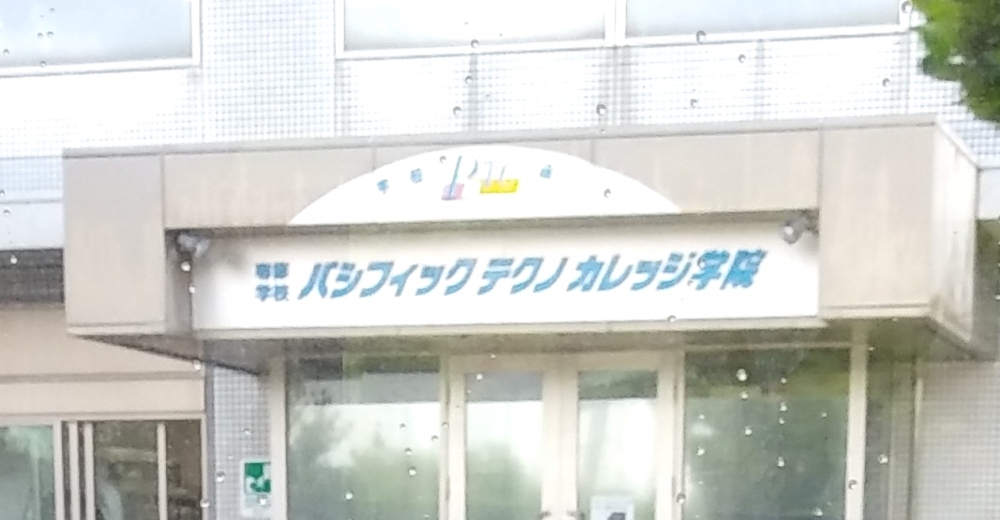 専修
学校
パシフィック テクノ カレッジ学院